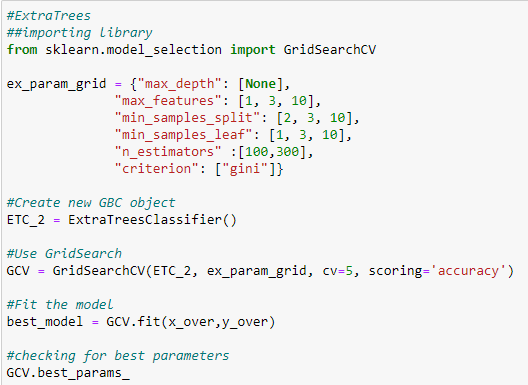 #ExtraTrees
##importing library
from sklearn.model_selection import GridSearchCV
ex_param_grid = {"max_depth": [None],
"max_features": [1, 3, 10],
"min_samples_split": [2, 3, 10],
"min_samples_leaf": [1, 3, 10],
"n_estimators" :[100,300],
"criterion": ["gini"]}
#Create new GBC object
ETC_2 = ExtraTreesClassifier()
#Use GridSearch
GCV = GridSearchCV(ETC_2, ex_param_grid, cv=5, scoring='accuracy')
#Fit the model
best_model = GCV.fit(x_over,y_over)
#checking for best parameters
GCV.best_params_